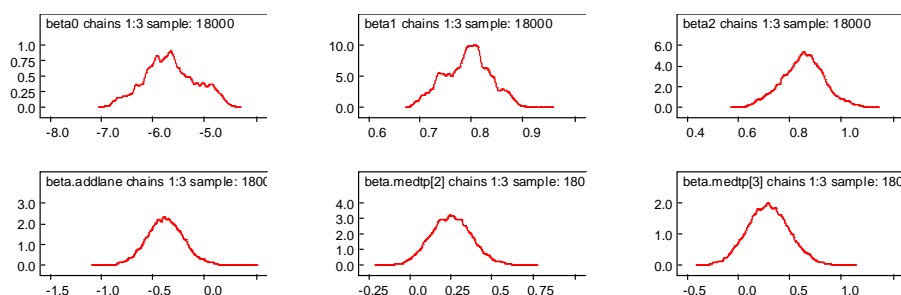 beta0 chains 1:3 sample: 18000
1.0
0.75
0.5
0.25
0.0
-8.0 -7.0 -6.0 -5.0
beta1 chains 1:3 sample: 18000
10.0
5.0
0.0
0.6 0.7 0.8 0.9
beta2 chains 1:3 sample: 18000
6.0
4.0
2.0
0.0
0.4 0.6 0.8 1.0
beta.addlane chains 1:3 sample: 18000
3.0
2.0
1.0
0.0
-1.5 -1.0 -0.5 0.0
beta.medtp[2] chains 1:3 sample: 180
4.0
3.0
2.0
1.0
0.0
-0.25 0.0 0.25 0.5 0.75
beta.medtp[3] chains 1:3 sample: 180
2.0
1.0
0.0
-0.5 0.0 0.5 1.0